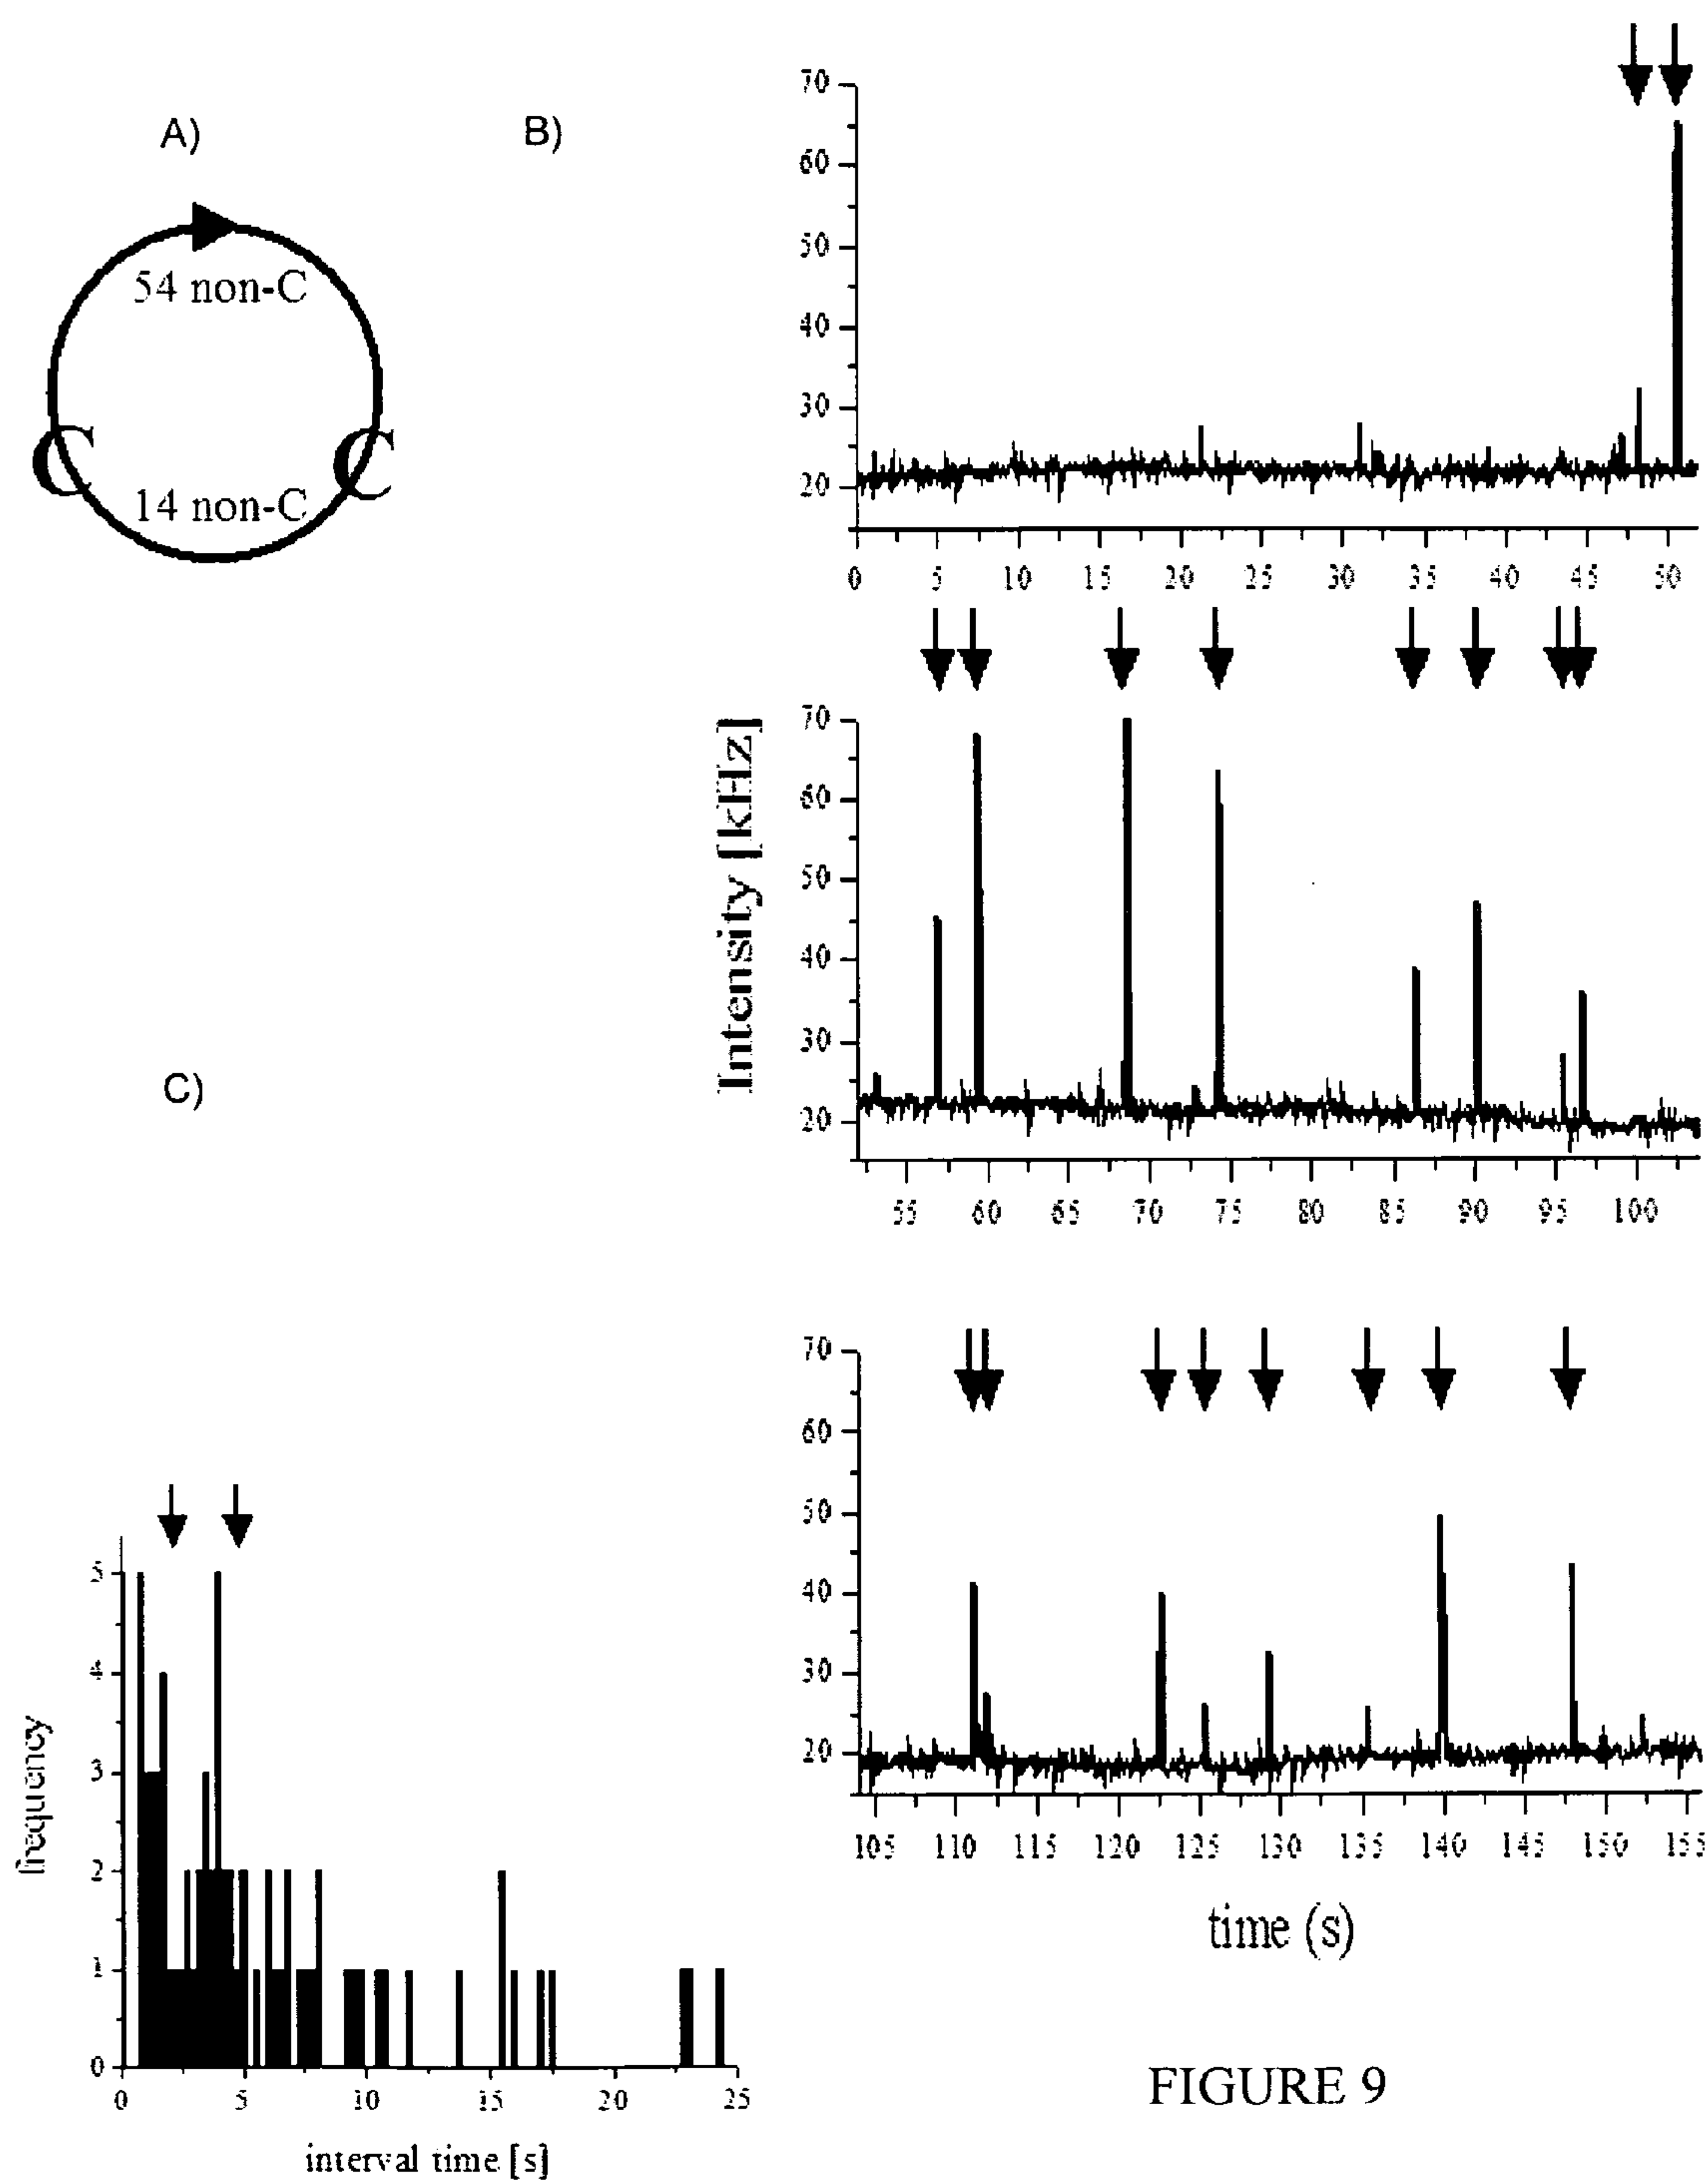 A)
B)
54 non-C
C C
14 non-C
70
60
50
40
30
20
0 5 10 15 20 25 30 35 40 45 50
Intensity [kHz]
70
60
50
40
30
20
55 60 65 70 75 80 85 90 95 100
C)
70
60
50
40
30
20
105 110 115 120 125 130 135 140 145 150 155
time (s)
frequency
5
4
3
2
1
0
0 5 10 15 20 25
interval time [s]
FIGURE 9